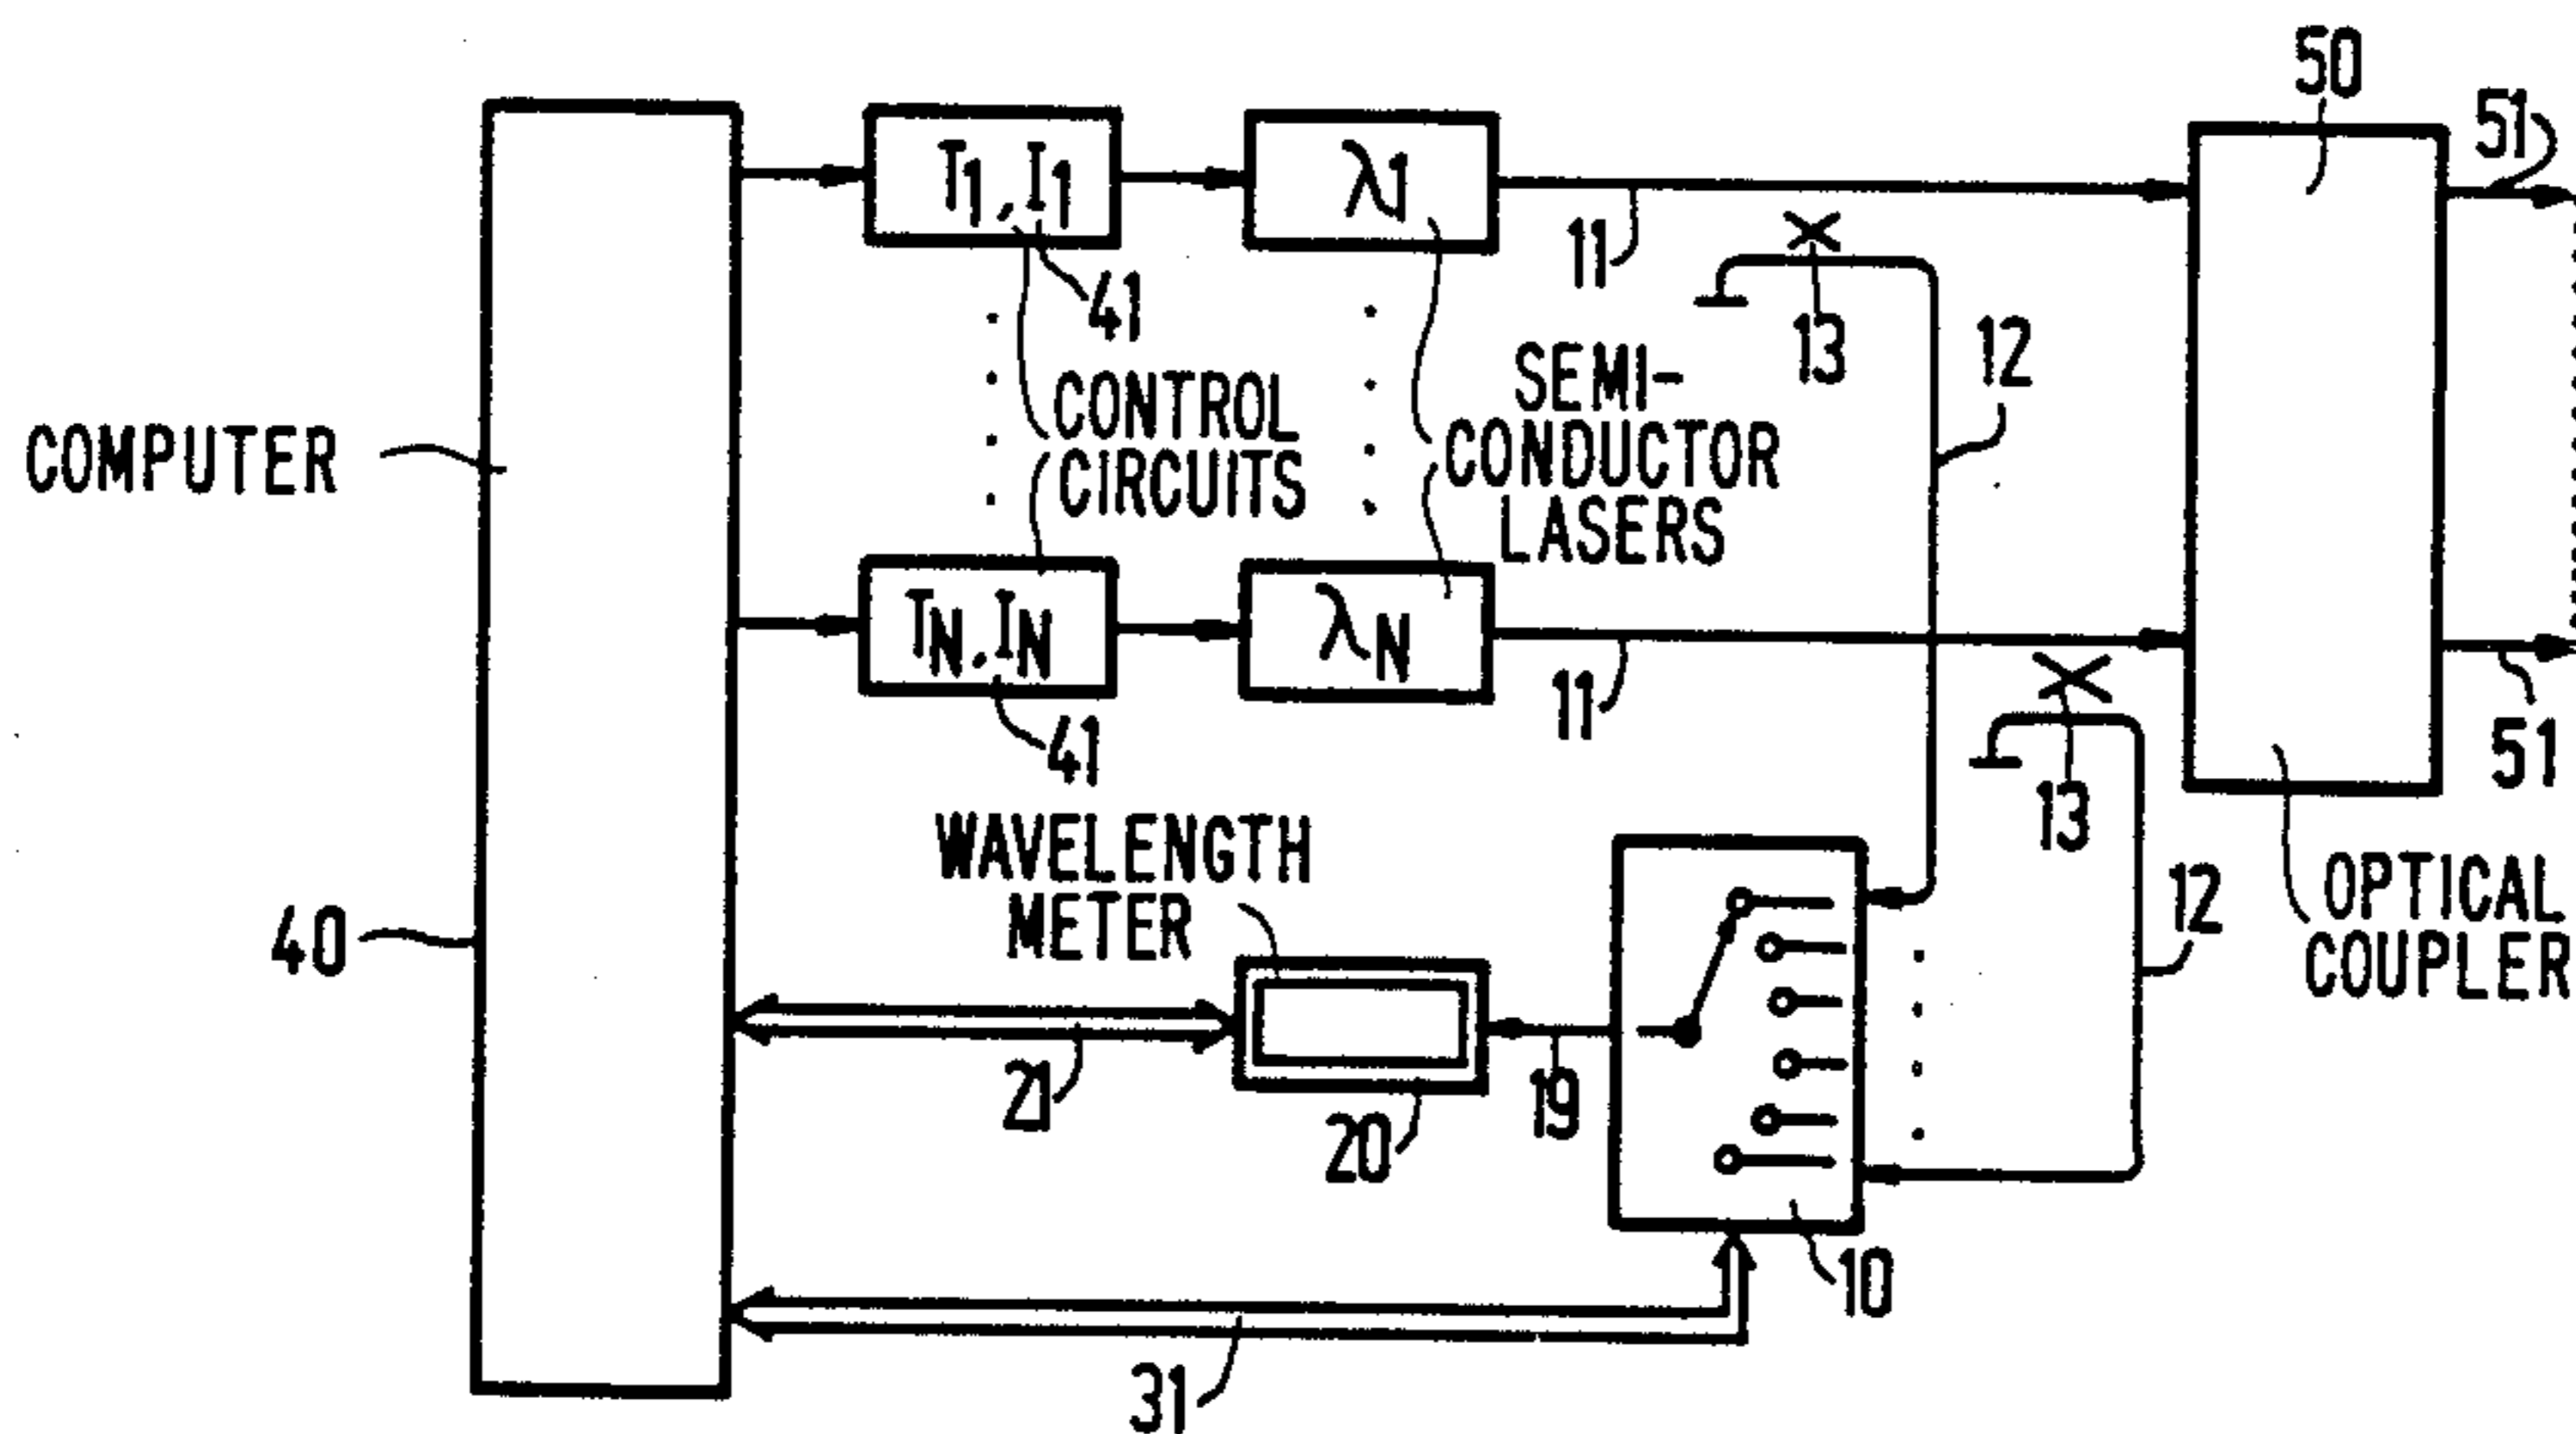 50
51
T1, I1
λ1
11
41
13
12
COMPUTER
CONTROL
CIRCUITS
SEMI-
CONDUCTOR
LASERS
TN, IN
λN
11
41
13
51
WAVELENGTH
METER
12
OPTICAL
COUPLER
40
21
20
19
10
31